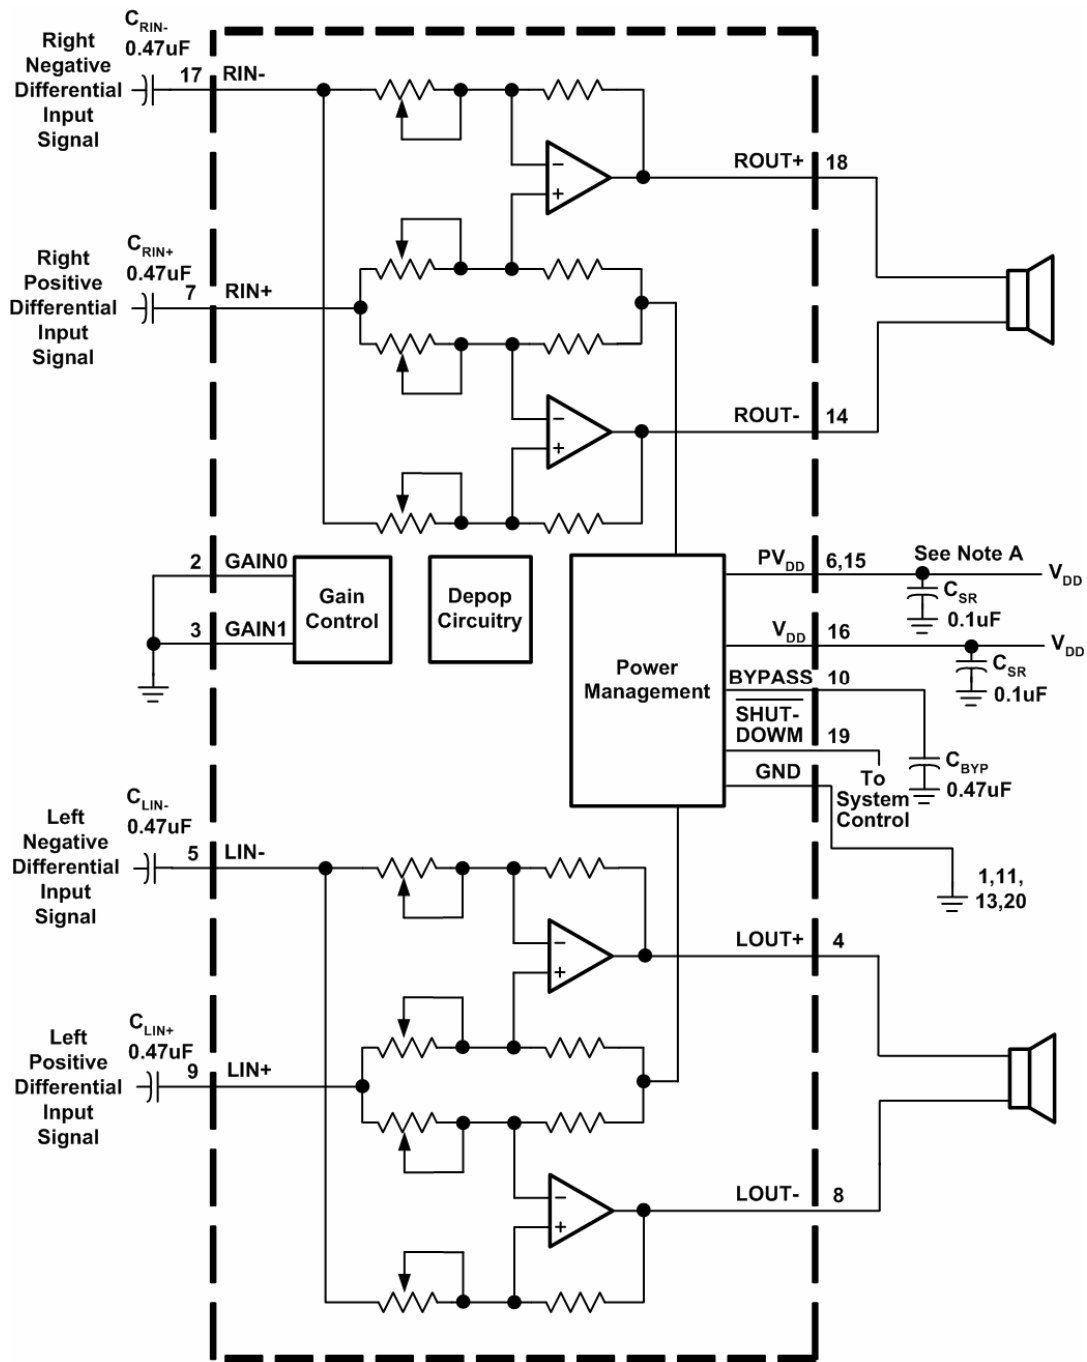 Right
Negative
Differential
Input
Signal
CRIN-
0.47uF
17
RIN-
ROUT+
18
Right
Positive
Differential
Input
Signal
CRIN+
0.47uF
7
RIN+
ROUT-
14
−
+
−
+
2
GAIN0
3
GAIN1
Gain
Control
Depop
Circuitry
Power
Management
PVDD
6,15
See Note A
VDD
CSR
0.1uF
VDD
16
VDD
CSR
0.1uF
BYPASS
10
SHUT-
DOWM
19
GND
To
System
Control
CBYP
0.47uF
1,11,
13,20
Left
Negative
Differential
Input
Signal
CLIN-
0.47uF
5
LIN-
LOUT+
4
Left
Positive
Differential
Input
Signal
CLIN+
0.47uF
9
LIN+
LOUT-
8
−
+
−
+